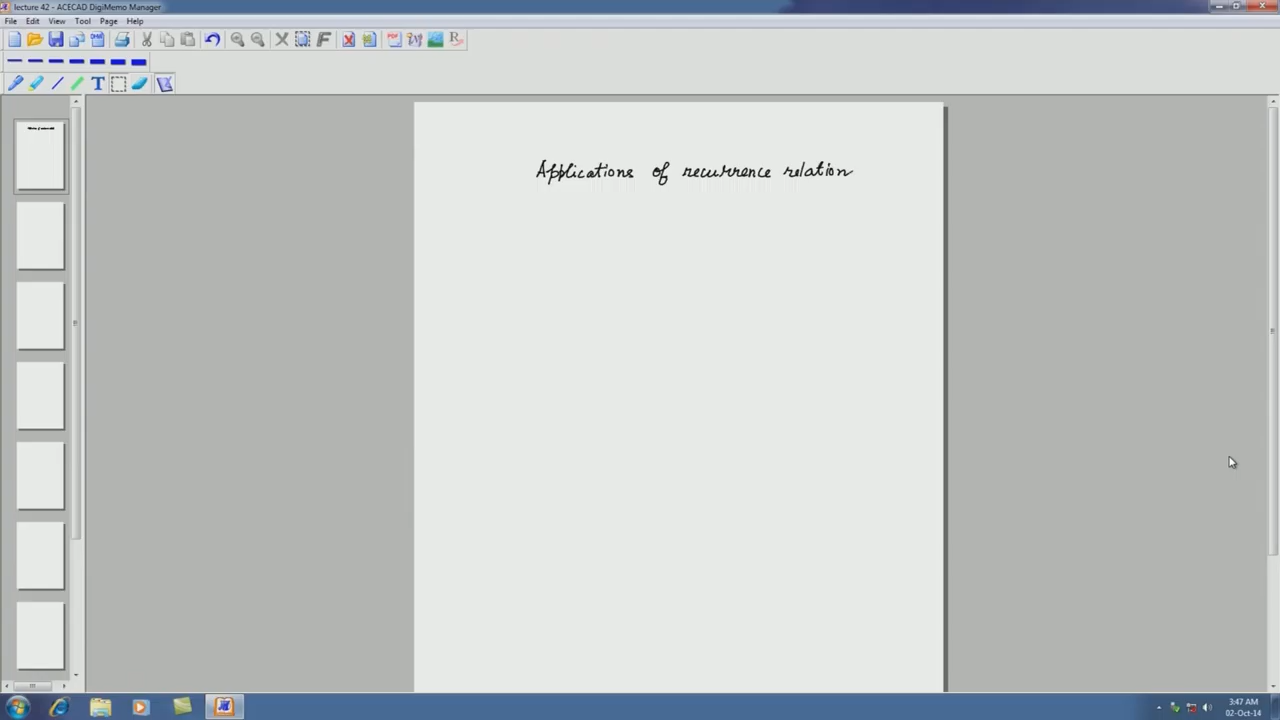 lecture 42 - ACECAD DigiMemo Manager
File Edit View Tool Page Help
Applications of recurrence relation
3:47 AM
02-Oct-14